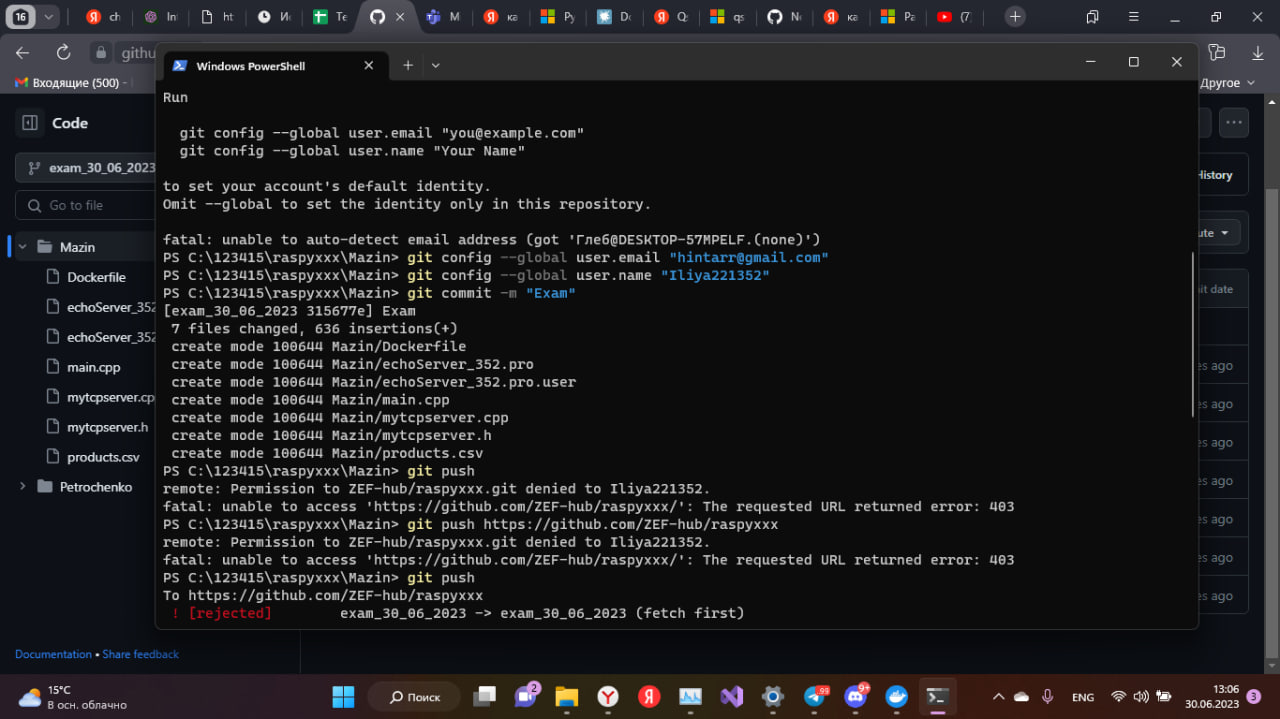 16
ch
In
ht
Ис
Те
M
ка
Py
Do
Qs
qs
Ne
ка
Pa
(7)
githu
Входящие (500) -
Другое
Windows PowerShell
Code
exam_30_06_2023
Go to file
Mazin
Dockerfile
echoServer_352
echoServer_352
main.cpp
mytcpserver.cp
mytcpserver.h
products.csv
Petrochenko
Documentation • Share feedback
Run
git config --global user.email "you@example.com"
git config --global user.name "Your Name"
to set your account's default identity.
Omit --global to set the identity only in this repository.
fatal: unable to auto-detect email address (got 'Глеб@DESKTOP-57MPELF.(none)')
PS C:\123415\raspyxxx\Mazin> git config --global user.email "hintarr@gmail.com"
PS C:\123415\raspyxxx\Mazin> git config --global user.name "Iliya221352"
PS C:\123415\raspyxxx\Mazin> git commit -m "Exam"
[exam_30_06_2023 315677e] Exam
7 files changed, 636 insertions(+)
create mode 100644 Mazin/Dockerfile
create mode 100644 Mazin/echoServer_352.pro
create mode 100644 Mazin/echoServer_352.pro.user
create mode 100644 Mazin/main.cpp
create mode 100644 Mazin/mytcpserver.cpp
create mode 100644 Mazin/mytcpserver.h
create mode 100644 Mazin/products.csv
PS C:\123415\raspyxxx\Mazin> git push
remote: Permission to ZEF-hub/raspyxxx.git denied to Iliya221352.
fatal: unable to access 'https://github.com/ZEF-hub/raspyxxx/': The requested URL returned error: 403
PS C:\123415\raspyxxx\Mazin> git push https://github.com/ZEF-hub/raspyxxx
remote: Permission to ZEF-hub/raspyxxx.git denied to Iliya221352.
fatal: unable to access 'https://github.com/ZEF-hub/raspyxxx/': The requested URL returned error: 403
PS C:\123415\raspyxxx\Mazin> git push
To https://github.com/ZEF-hub/raspyxxx
! [rejected] exam_30_06_2023 -> exam_30_06_2023 (fetch first)
History
ute
it date
es ago
es ago
es ago
es ago
es ago
es ago
es ago
15°C
В осн. облачно
Поиск
2
99
9+
ENG
13:06
30.06.2023
3